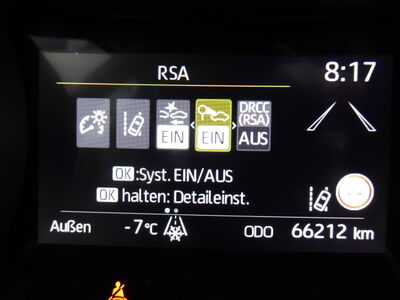 RSA 8:17
DRCC
(RSA)
EIN EIN AUS
OK :Syst. EIN/AUS
OK halten: Detaileinst.
Außen -7°C ODO 66212 km